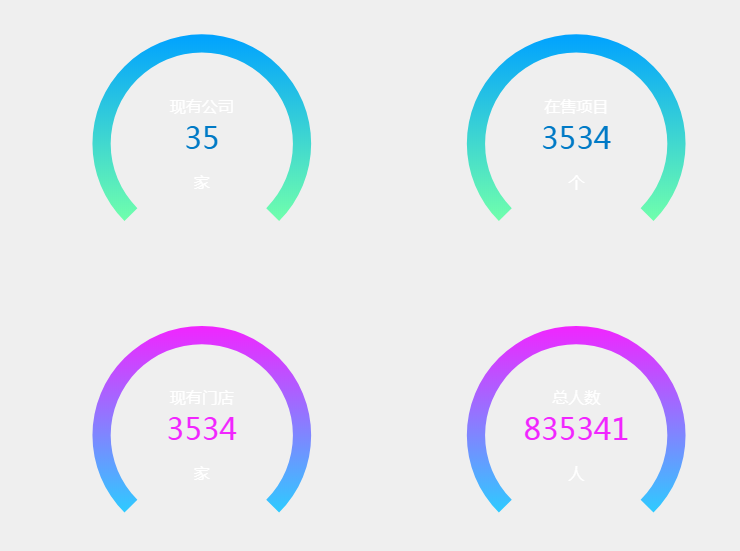 现有公司
35
家
在售项目
3534
个
现有门店
3534
家
总人数
835341
人